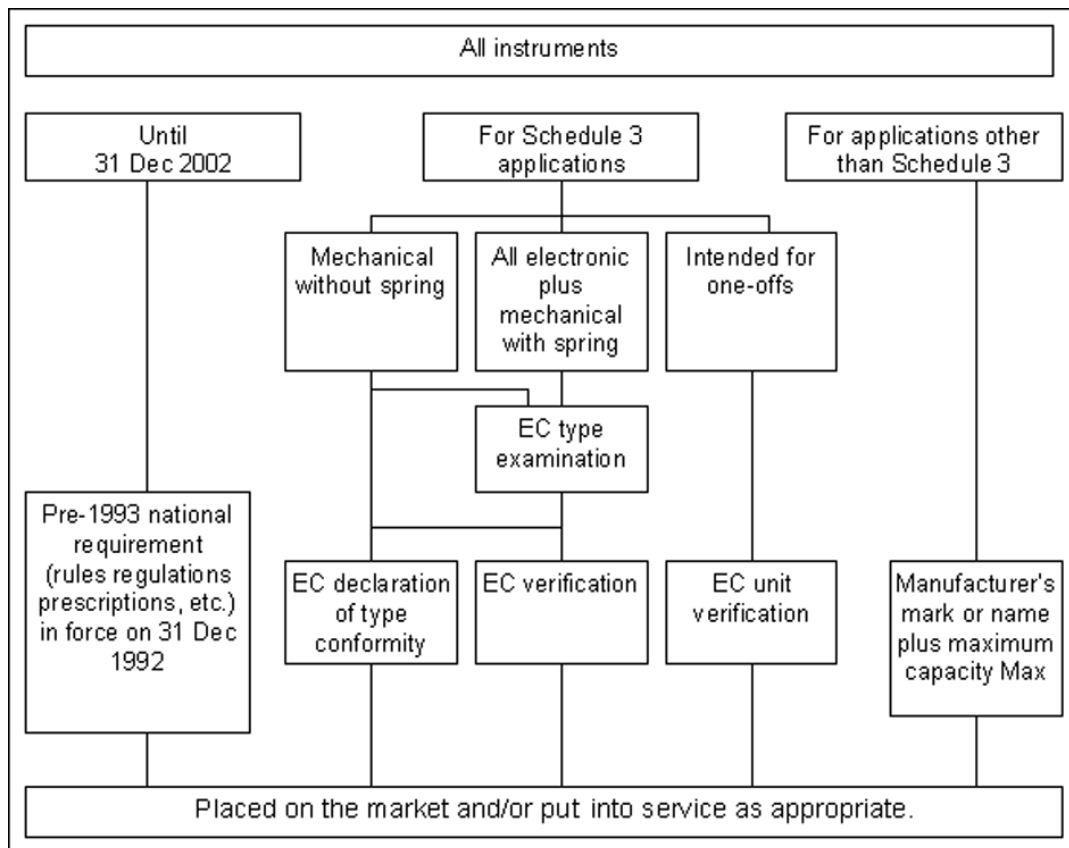 All instruments
Until
31 Dec 2002
For Schedule 3
applications
For applications other
than Schedule 3
Mechanical
without spring
All electronic
plus
mechanical
with spring
Intended for
one-offs
EC type
examination
Pre-1993 national
requirement
(rules regulations
prescriptions, etc.)
in force on 31 Dec
1992
EC declaration
of type
conformity
EC verification
EC unit
verification
Manufacturer's
mark or name
plus maximum
capacity Max
Placed on the market and/or put into service as appropriate.